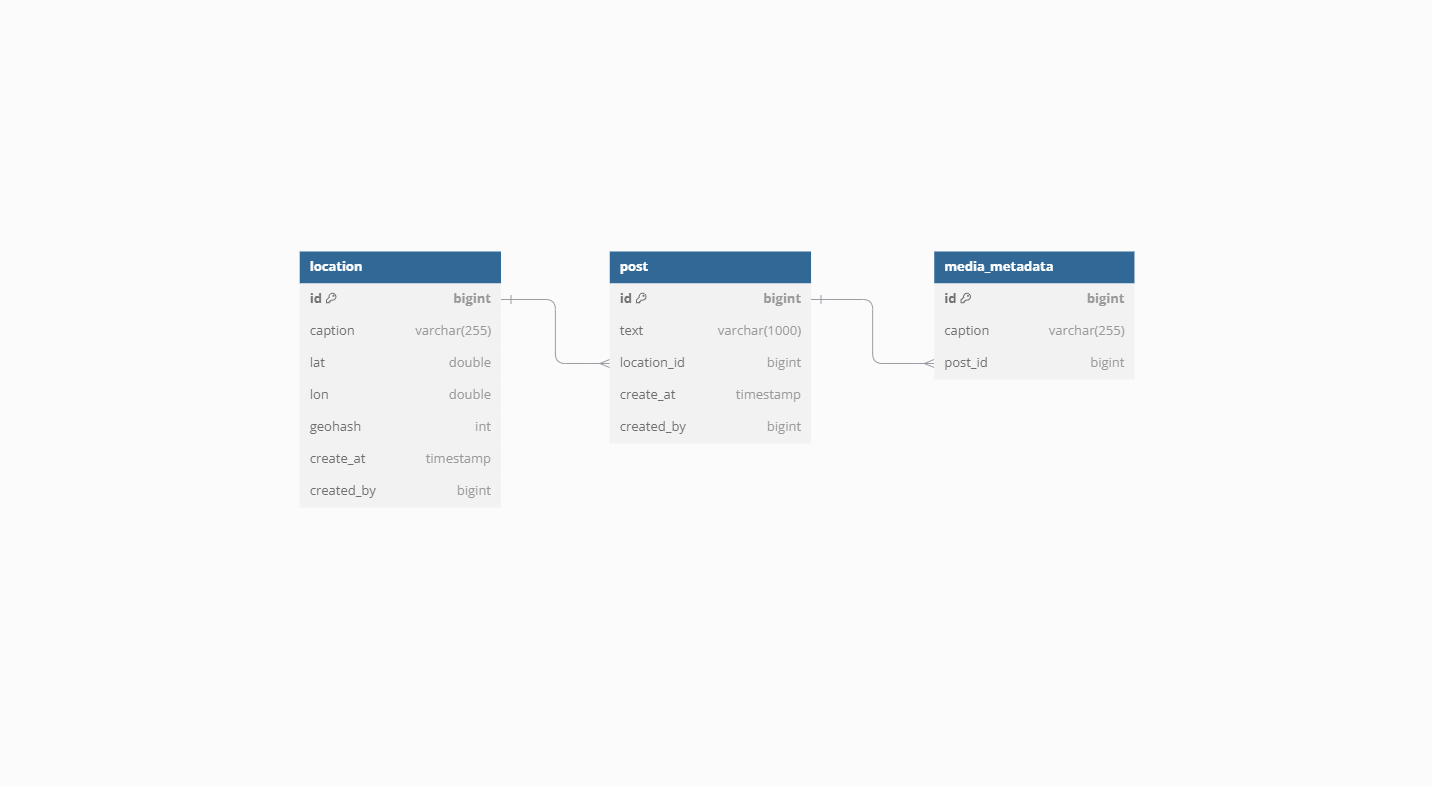 location
id bigint
caption varchar(255)
lat double
lon double
geohash int
create_at timestamp
created_by bigint
post
id bigint
text varchar(1000)
location_id bigint
create_at timestamp
created_by bigint
media_metadata
id bigint
caption varchar(255)
post_id bigint